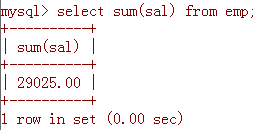 mysql> select sum(sal) from emp;
+----------+
| sum(sal) |
+----------+
| 29025.00 |
+----------+
1 row in set (0.00 sec)